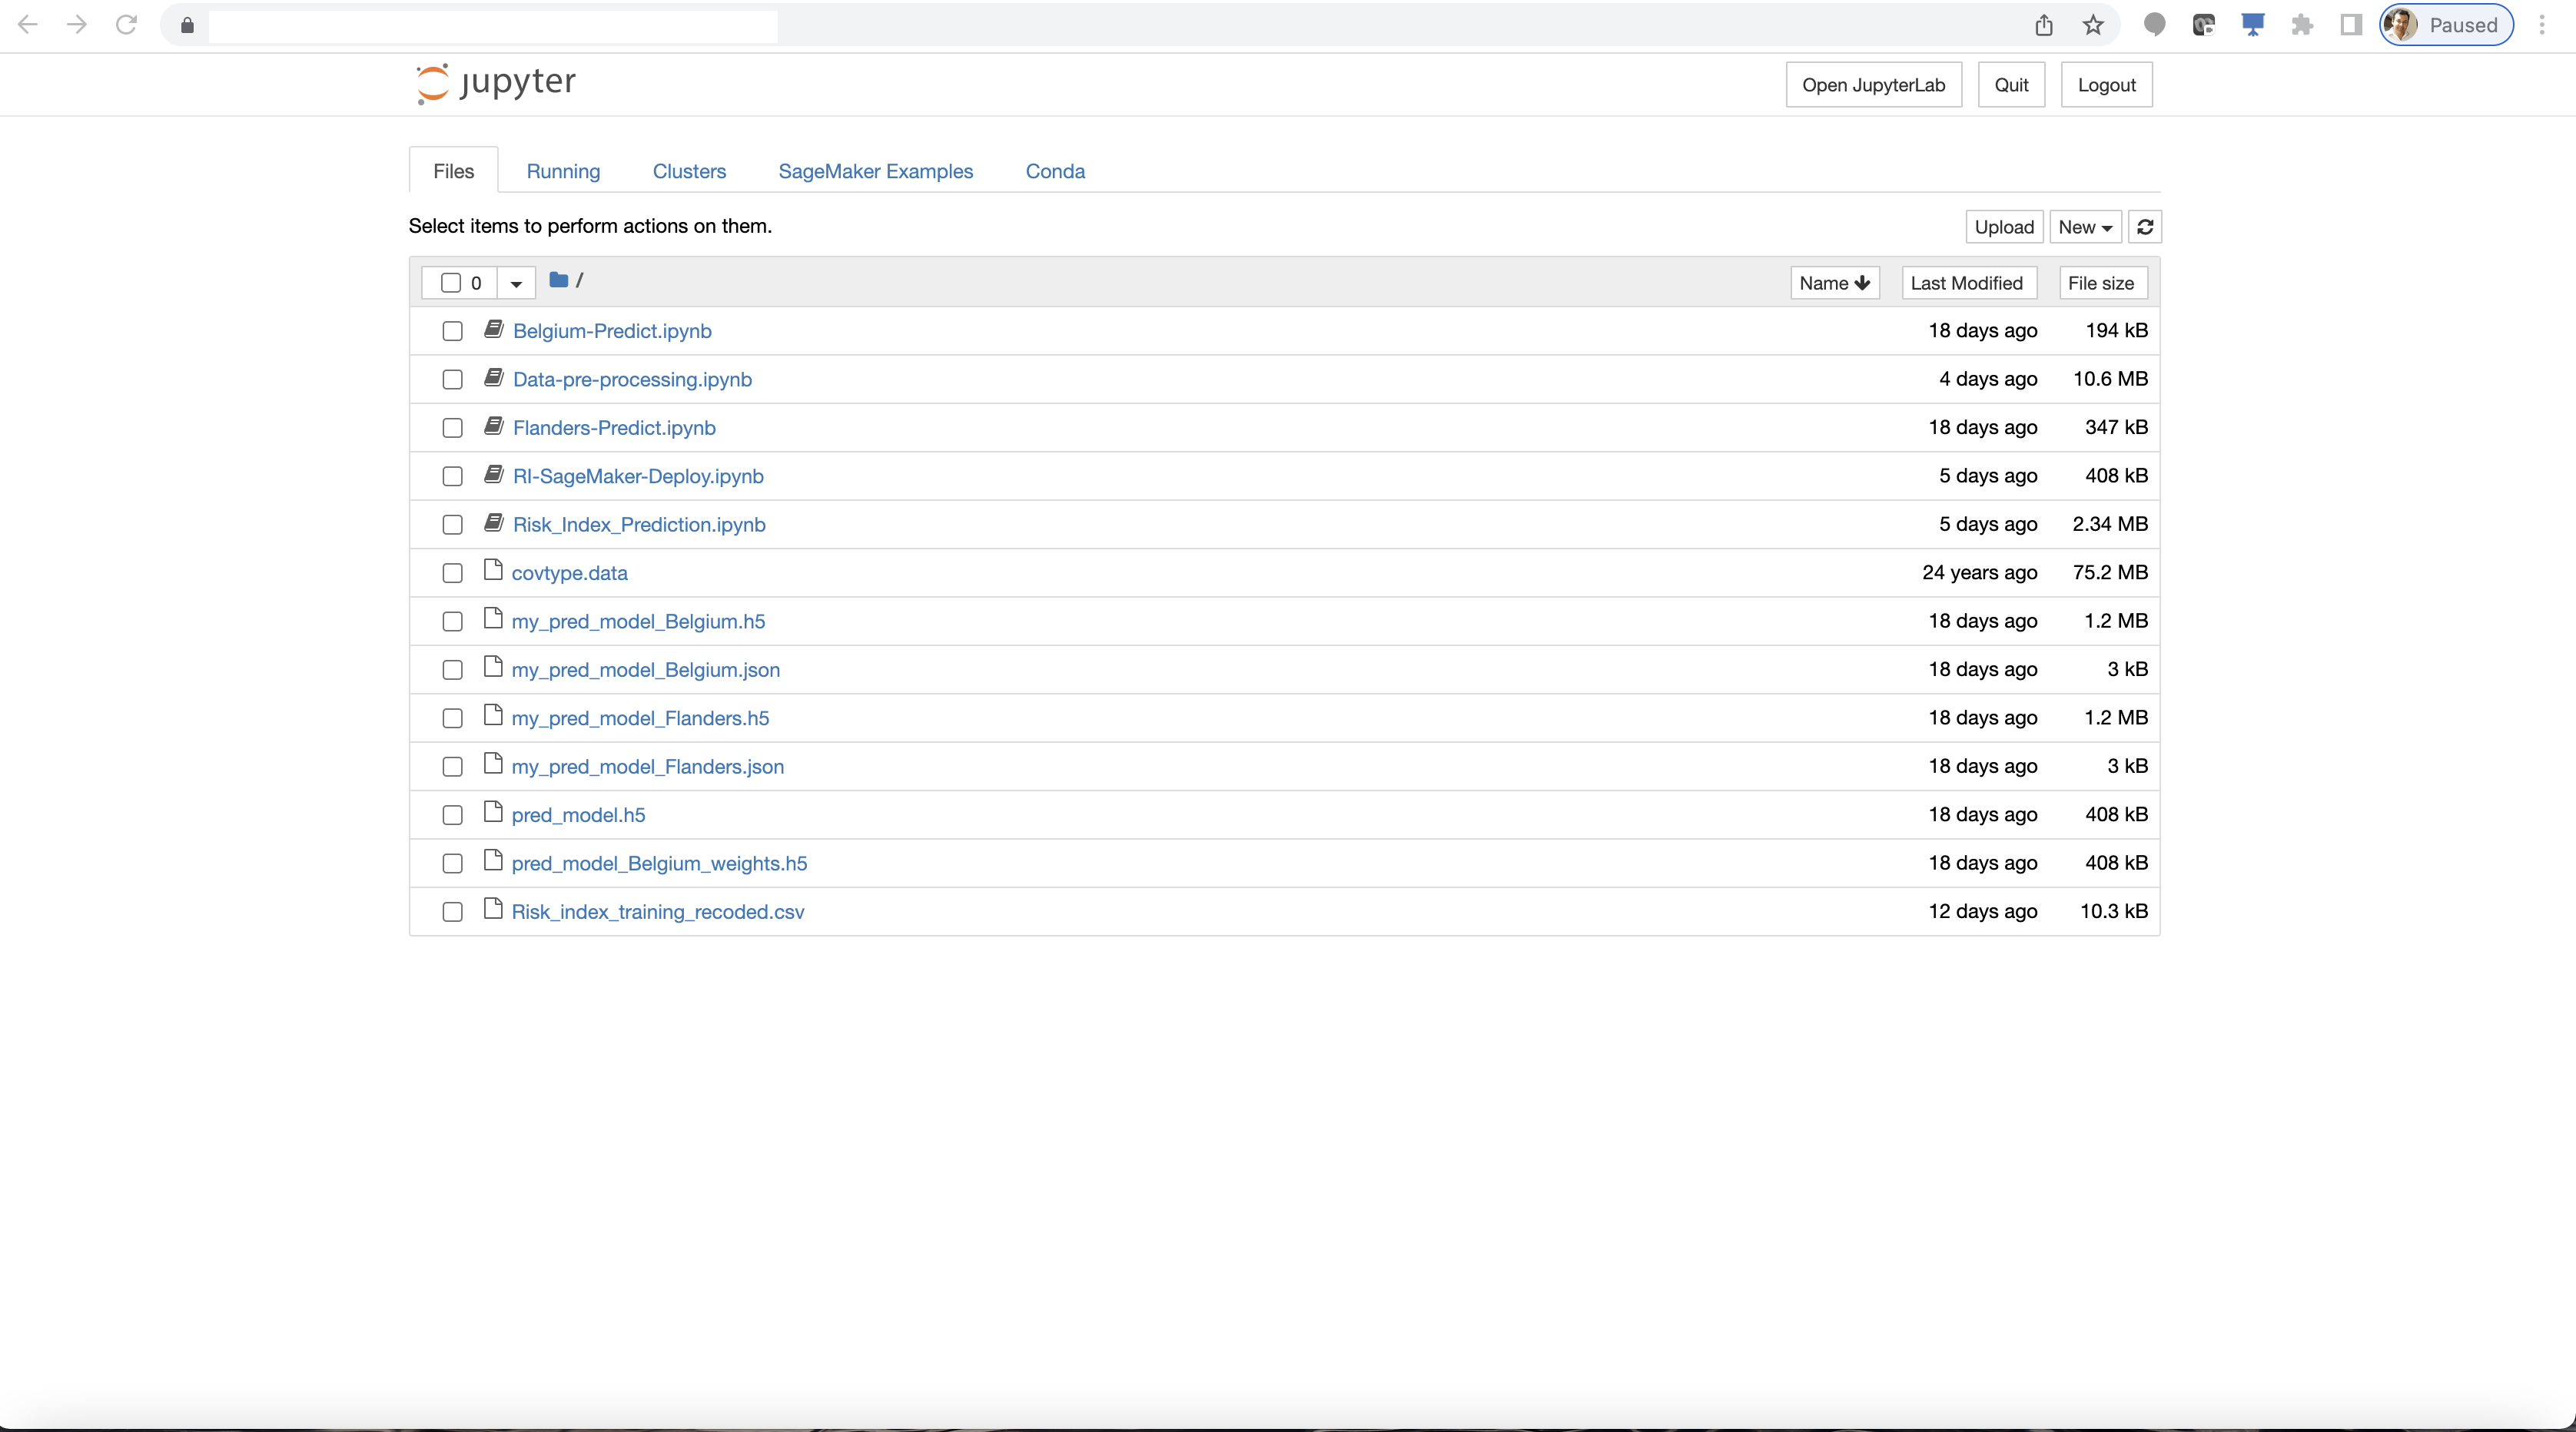 Paused
jupyter
Open JupyterLab Quit Logout
Files Running Clusters SageMaker Examples Conda
Select items to perform actions on them.
Upload New
0 / Name Last Modified File size
Belgium-Predict.ipynb 18 days ago 194 kB
Data-pre-processing.ipynb 4 days ago 10.6 MB
Flanders-Predict.ipynb 18 days ago 347 kB
RI-SageMaker-Deploy.ipynb 5 days ago 408 kB
Risk_Index_Prediction.ipynb 5 days ago 2.34 MB
covtype.data 24 years ago 75.2 MB
my_pred_model_Belgium.h5 18 days ago 1.2 MB
my_pred_model_Belgium.json 18 days ago 3 kB
my_pred_model_Flanders.h5 18 days ago 1.2 MB
my_pred_model_Flanders.json 18 days ago 3 kB
pred_model.h5 18 days ago 408 kB
pred_model_Belgium_weights.h5 18 days ago 408 kB
Risk_index_training_recoded.csv 12 days ago 10.3 kB